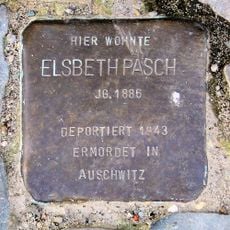 HIER WOHNTE
ELSBETH PASCH
JG. 1886
DEPORTIERT 1943
ERMORDET IN
AUSCHWITZ